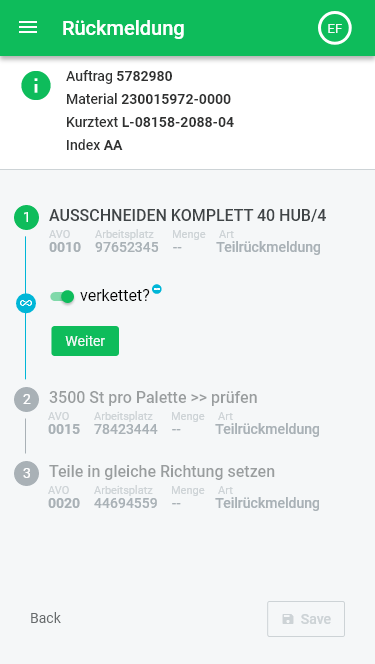 Rückmeldung
EF
Auftrag 5782980
Material 230015972-0000
Kurztext L-08158-2088-04
Index AA
1 AUSSCHNEIDEN KOMPLETT 40 HUB/4
AVO Arbeitsplatz Menge Art
0010 97652345 -- Teilrückmeldung
verkettet?
Weiter
2 3500 St pro Palette >> prüfen
AVO Arbeitsplatz Menge Art
0015 78423444 -- Teilrückmeldung
3 Teile in gleiche Richtung setzen
AVO Arbeitsplatz Menge Art
0020 44694559 -- Teilrückmeldung
Back
Save